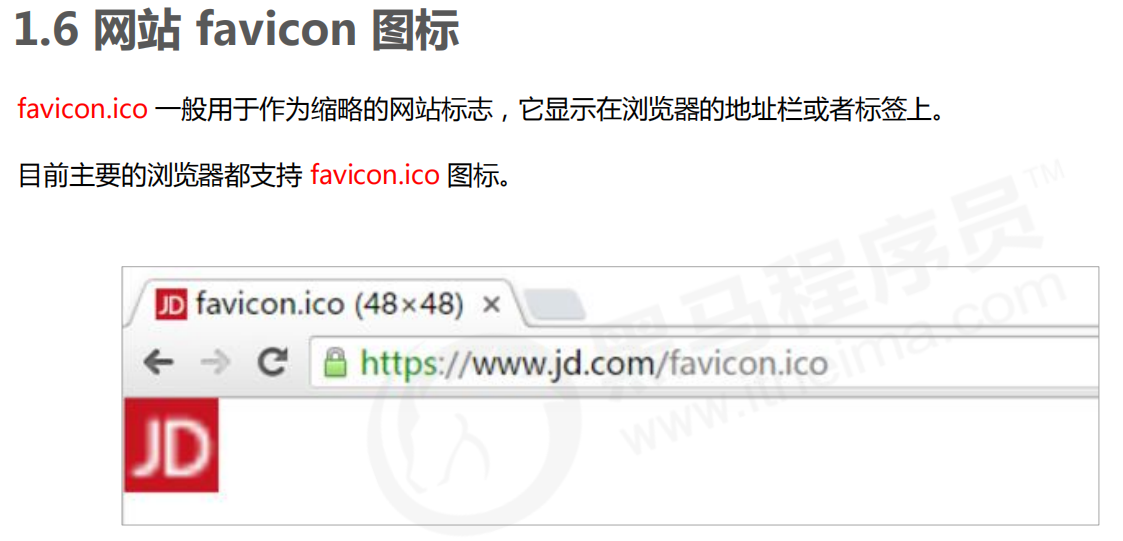 1.6 网站 favicon 图标
favicon.ico 一般用于作为缩略的网站标志，它显示在浏览器的地址栏或者标签上。
目前主要的浏览器都支持 favicon.ico 图标。
JD favicon.ico (48×48) ×
https://www.jd.com/favicon.ico
JD
黑马程序员™
www.itheima.com